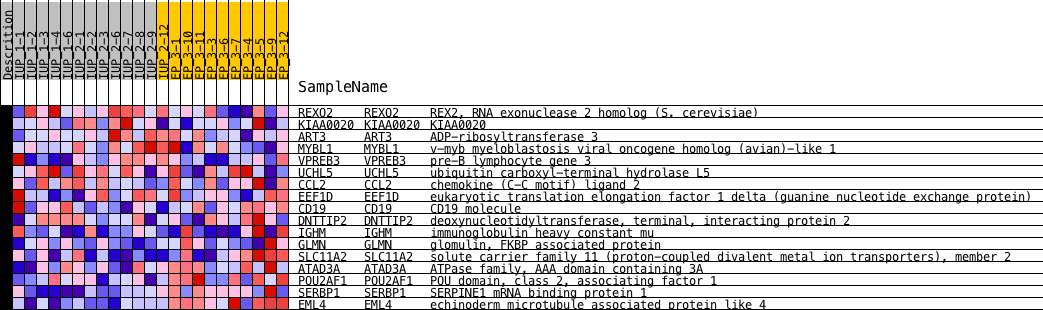 Descrition
IUP_1-1
IUP_1-2
IUP_1-3
IUP_1-4
IUP_1-6
IUP_2-1
IUP_2-2
IUP_2-3
IUP_2-6
IUP_2-7
IUP_2-8
IUP_2-9
IUP_2-12
EP_3-1
EP_3-10
EP_3-11
EP_3-3
EP_3-6
EP_3-7
EP_3-4
EP_3-5
EP_3-9
EP_3-12
SampleName
REXO2 REXO2 REX2, RNA exonuclease 2 homolog (S. cerevisiae)
KIAA0020 KIAA0020 KIAA0020
ART3 ART3 ADP-ribosyltransferase 3
MYBL1 MYBL1 v-myb myeloblastosis viral oncogene homolog (avian)-like 1
VPREB3 VPREB3 pre-B lymphocyte gene 3
UCHL5 UCHL5 ubiquitin carboxyl-terminal hydrolase L5
CCL2 CCL2 chemokine (C-C motif) ligand 2
EEF1D EEF1D eukaryotic translation elongation factor 1 delta (guanine nucleotide exchange protein)
CD19 CD19 CD19 molecule
DNTTIP2 DNTTIP2 deoxynucleotidyltransferase, terminal, interacting protein 2
IGHM IGHM immunoglobulin heavy constant mu
GLMN GLMN glomulin, FKBP associated protein
SLC11A2 SLC11A2 solute carrier family 11 (proton-coupled divalent metal ion transporters), member 2
ATAD3A ATAD3A ATPase family, AAA domain containing 3A
POU2AF1 POU2AF1 POU domain, class 2, associating factor 1
SERBP1 SERBP1 SERPINE1 mRNA binding protein 1
EML4 EML4 echinoderm microtubule associated protein like 4